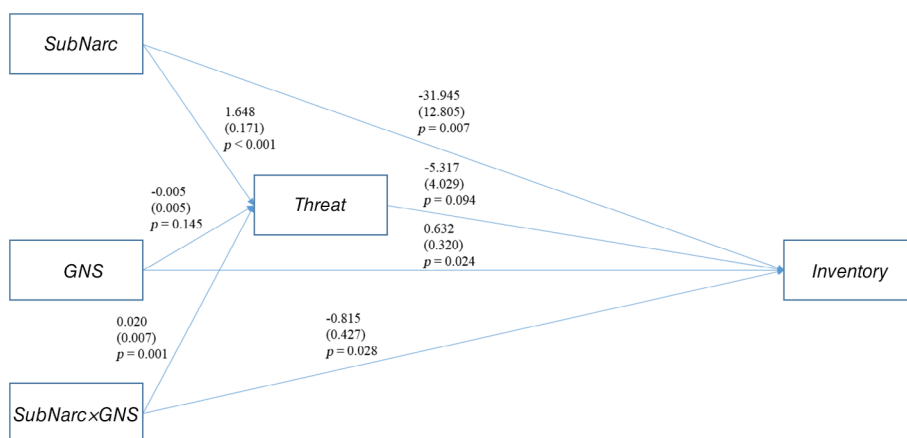 SubNarc
-31.945
(12.805)
p = 0.007
1.648
(0.171)
p < 0.001
-5.317
(4.029)
p = 0.094
-0.005
(0.005)
p = 0.145
Threat
0.632
(0.320)
p = 0.024
GNS
Inventory
0.020
(0.007)
p = 0.001
-0.815
(0.427)
p = 0.028
SubNarc×GNS